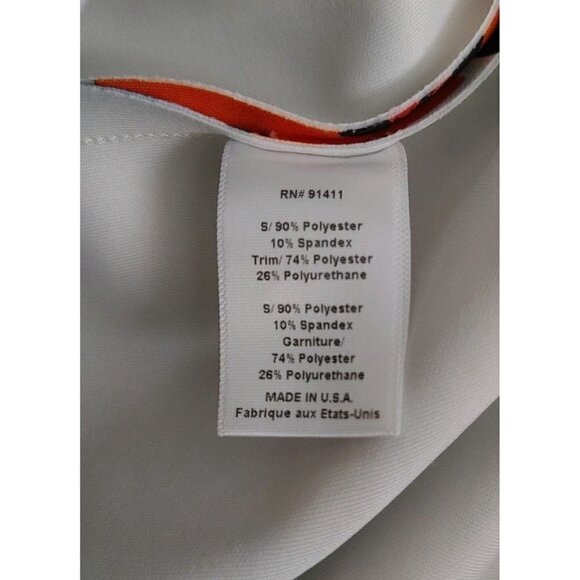 RN# 91411
S/ 90% Polyester
10% Spandex
Trim/ 74% Polyester
26% Polyurethane
S/ 90% Polyester
10% Spandex
Garniture/
74% Polyester
26% Polyurethane
MADE IN U.S.A.
Fabrique aux Etats-Unis